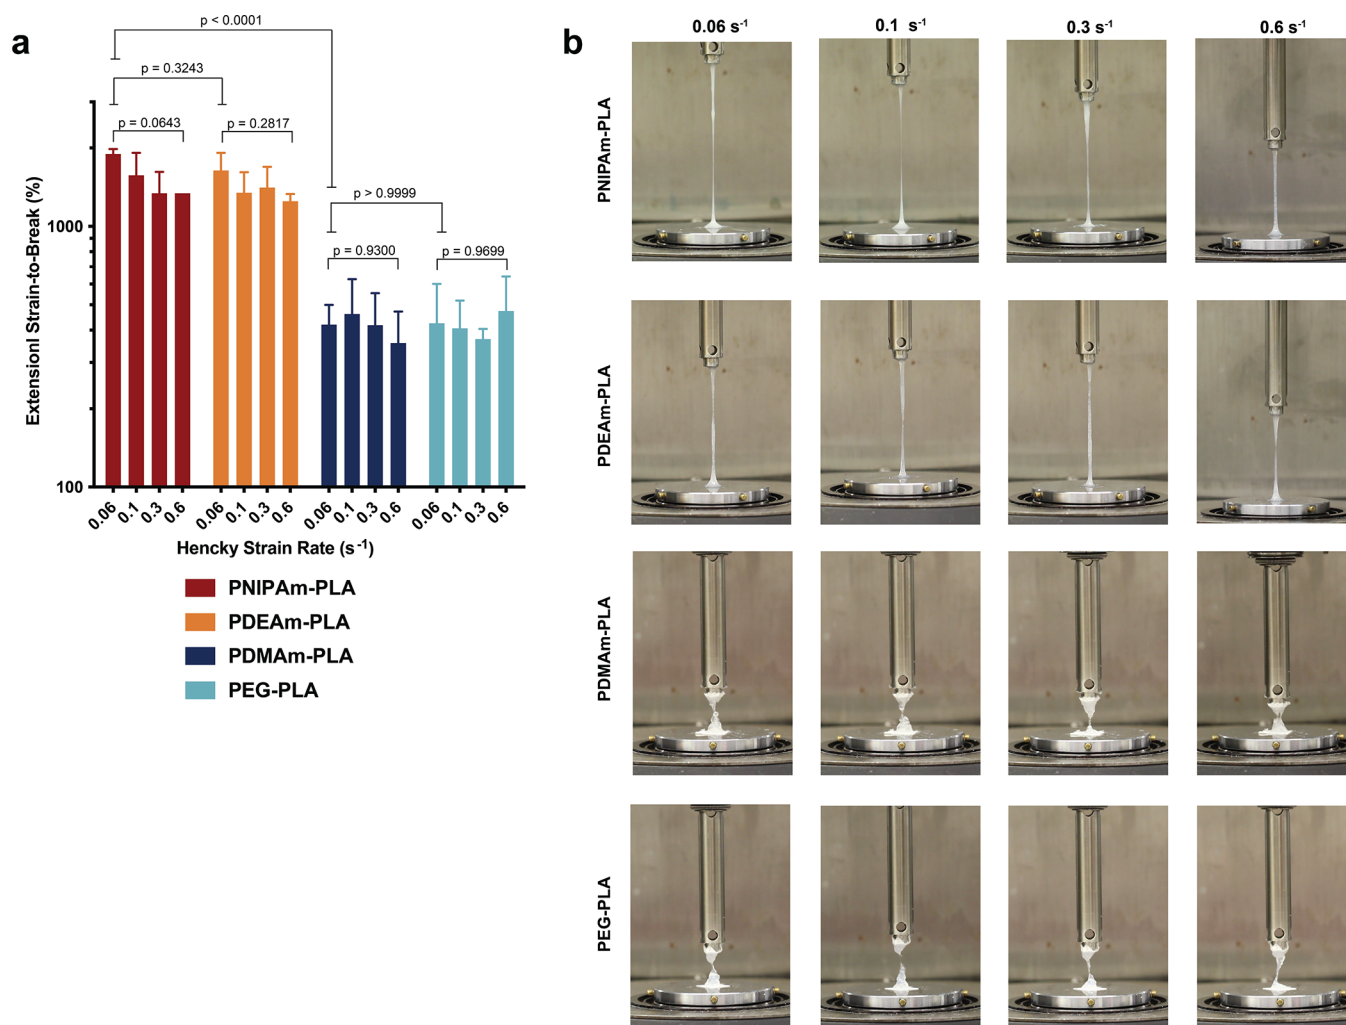 a
p < 0.0001
p = 0.3243
p = 0.0643
p = 0.2817
p > 0.9999
p = 0.9300
p = 0.9699
Extensionl Strain-to-Break (%)
1000
100
0.06 0.1 0.3 0.6 0.06 0.1 0.3 0.6 0.06 0.1 0.3 0.6 0.06 0.1 0.3 0.6
Hencky Strain Rate (s⁻¹)
PNIPAm-PLA
PDEAm-PLA
PDMAm-PLA
PEG-PLA
b
0.06 s⁻¹ 0.1 s⁻¹ 0.3 s⁻¹ 0.6 s⁻¹
PNIPAm-PLA
PDEAm-PLA
PDMAm-PLA
PEG-PLA